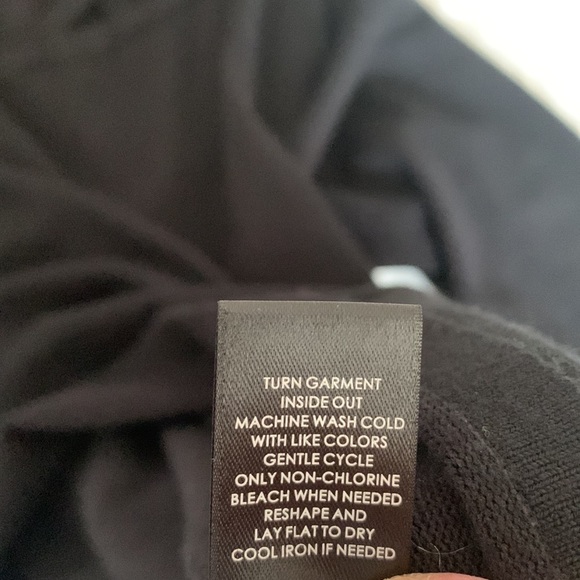 TURN GARMENT
INSIDE OUT
MACHINE WASH COLD
WITH LIKE COLORS
GENTLE CYCLE
ONLY NON-CHLORINE
BLEACH WHEN NEEDED
RESHAPE AND
LAY FLAT TO DRY
COOL IRON IF NEEDED